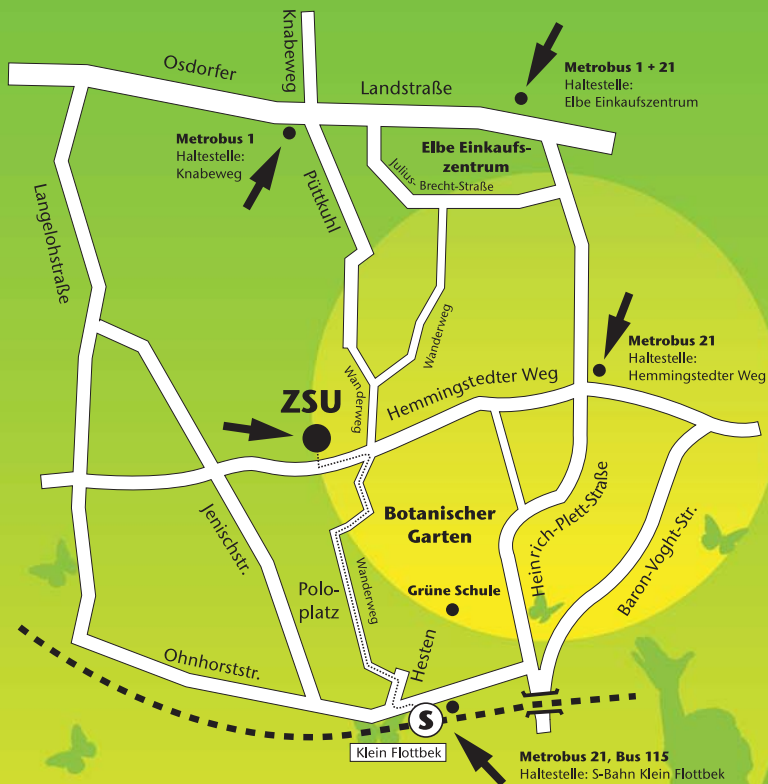 Knabeweg
Osdorfer
Landstraße
Metrobus 1 + 21
Haltestelle:
Elbe Einkaufszentrum
Metrobus 1
Haltestelle:
Knabeweg
Elbe Einkaufs-
zentrum
Julius-
Brecht-Straße
Püttkuhl
Langelohstraße
Wanderweg
Metrobus 21
Haltestelle:
Hemmingstedter Weg
Wanderweg
Hemmingstedter Weg
ZSU
Jenischstr.
Botanischer
Garten
Heinrich-Plett-Straße
Baron-Voght-Str.
Polo-
platz
Wanderweg
Grüne Schule
Hesten
Ohnhorststr.
S
Klein Flottbek
Metrobus 21, Bus 115
Haltestelle: S-Bahn Klein Flottbek